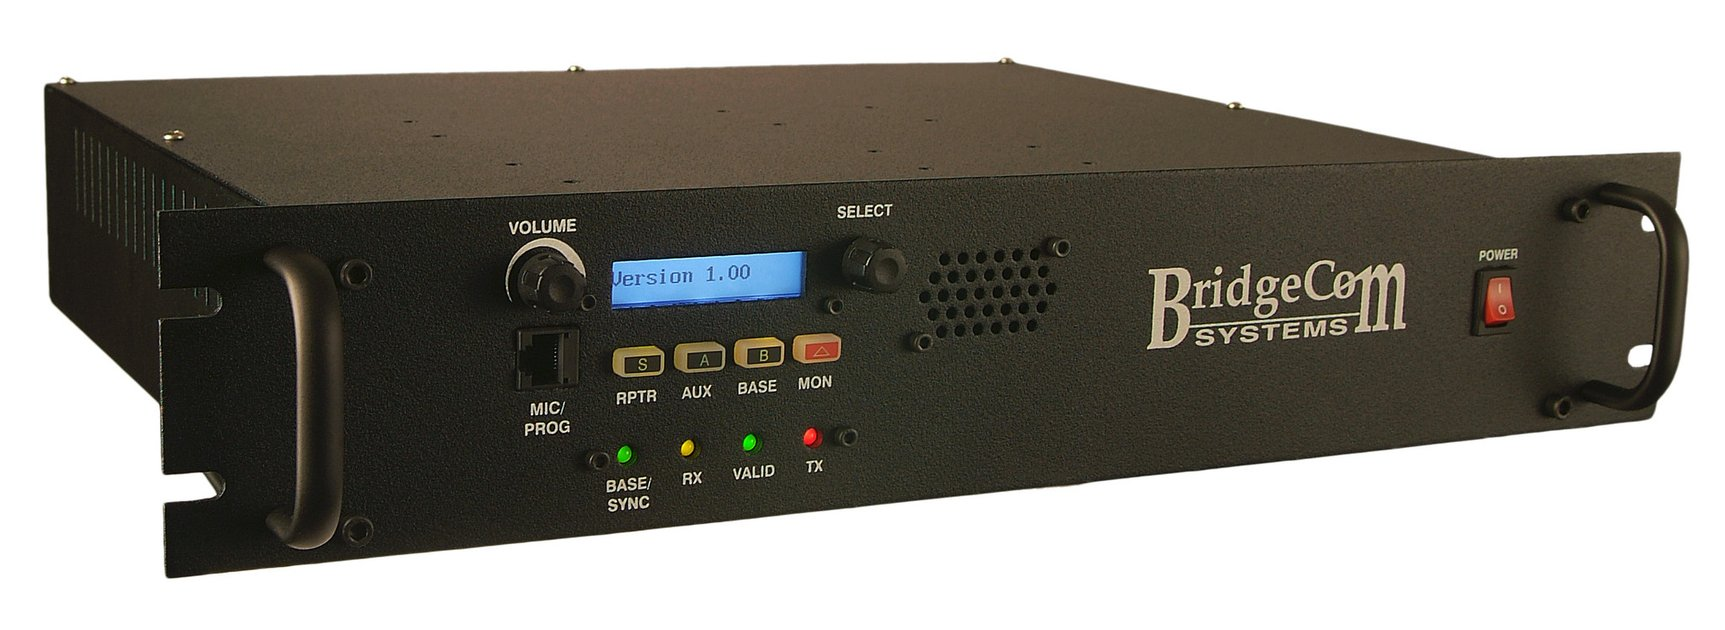 VOLUME
SELECT
Version 1.00
POWER
I
O
BridgeCom
SYSTEMS
S
A
B
RPTR
AUX
BASE
MON
MIC/
PROG
BASE/
SYNC
RX
VALID
TX